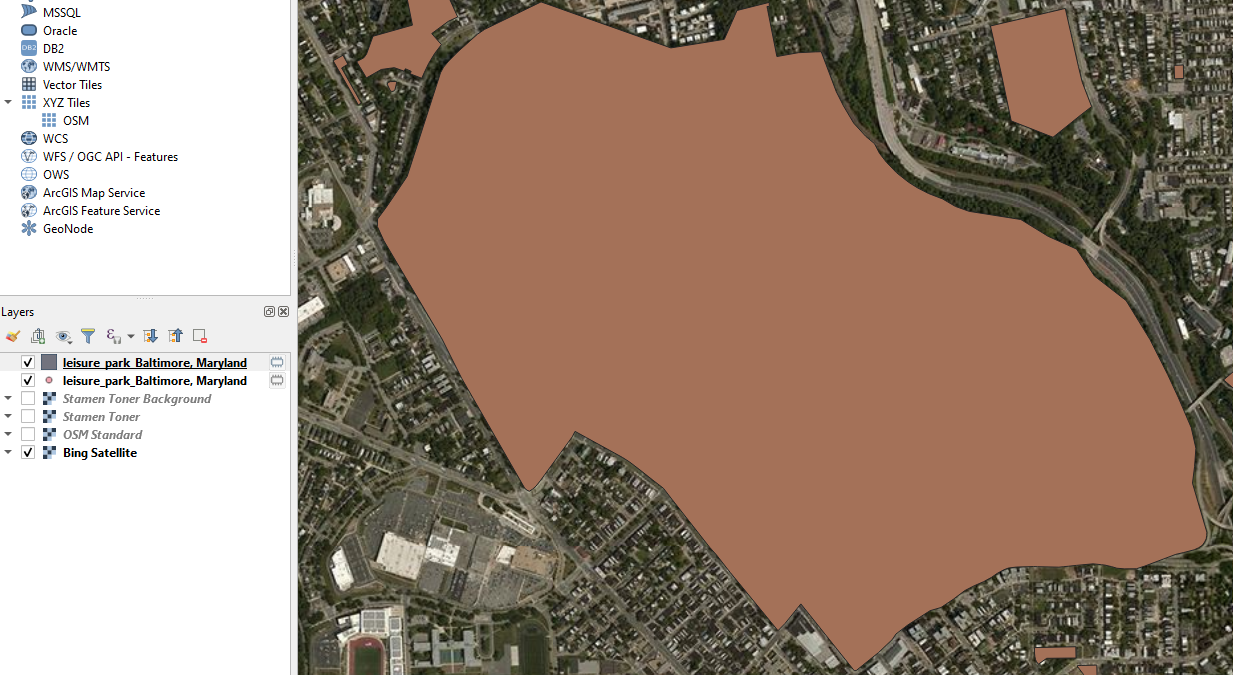 MSSQL
Oracle
DB2
DB2
WMS/WMTS
Vector Tiles
XYZ Tiles
OSM
WCS
WFS / OGC API - Features
OWS
ArcGIS Map Service
ArcGIS Feature Service
GeoNode
Layers
leisure_park_Baltimore, Maryland
leisure_park_Baltimore, Maryland
Stamen Toner Background
Stamen Toner
OSM Standard
Bing Satellite